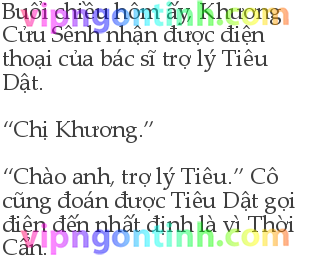 Buổi chiều hôm ấy, Khương
Cửu Sênh nhận được điện
thoại của bác sĩ trợ lý Tiêu
Dật.
“Chị Khương.”
“Chào anh, trợ lý Tiêu.” Cô
cũng đoán được Tiêu Dật gọi
điện đến nhất định là vì Thời
Cẩn.
vipngontinh.com
vipngontinh.com